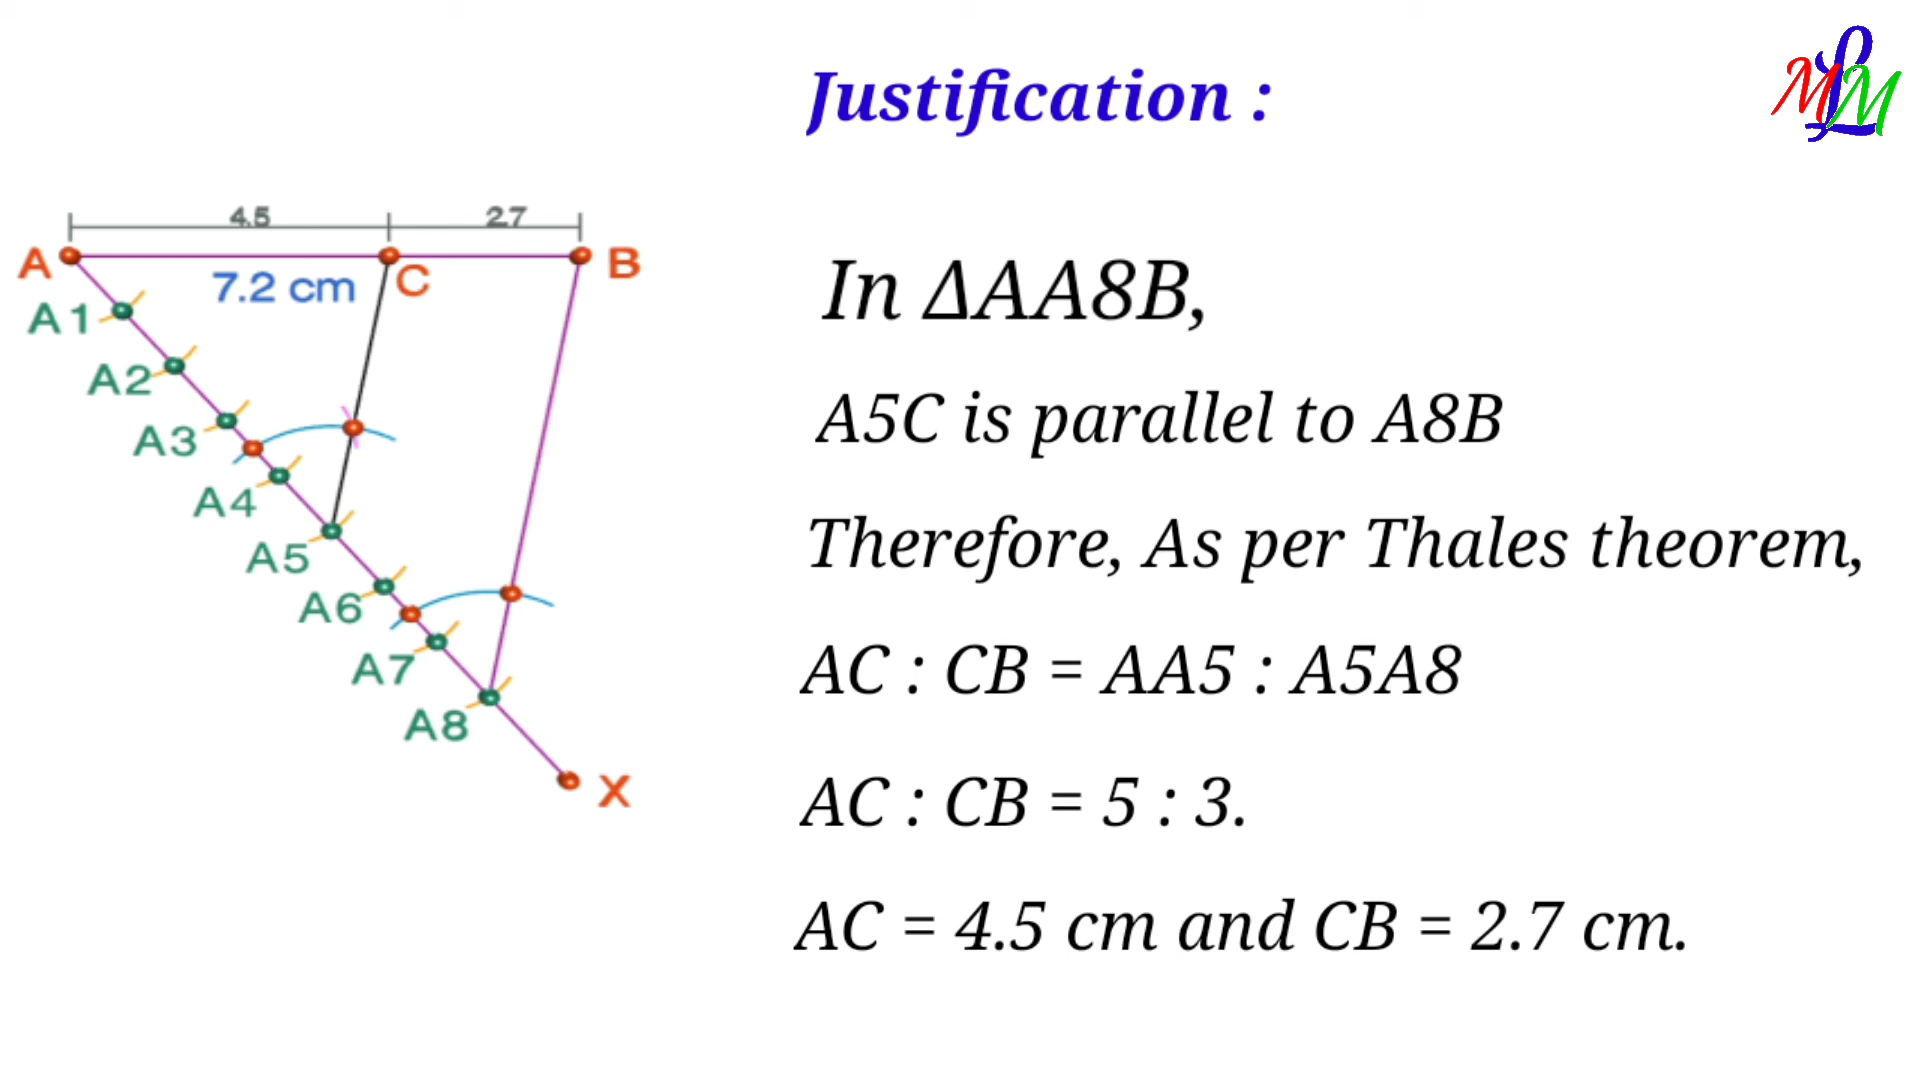 Justification :
MLM
4.5 2.7
A B
7.2 cm C
A1
A2
A3
A4
A5
A6
A7
A8
X
In ΔAA8B,
A5C is parallel to A8B
Therefore, As per Thales theorem,
AC : CB = AA5 : A5A8
AC : CB = 5 : 3.
AC = 4.5 cm and CB = 2.7 cm.